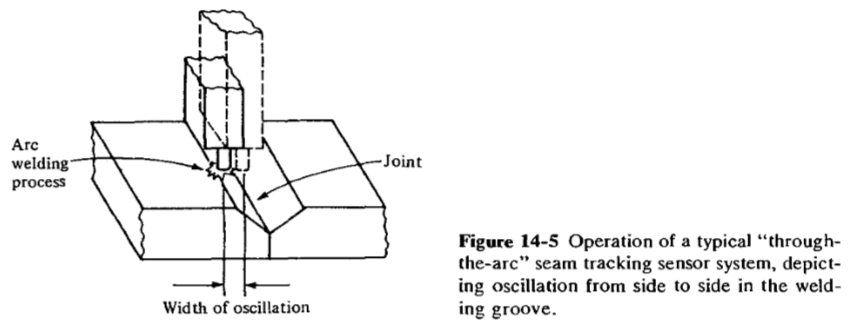 Arc
welding
process
Joint
Width of oscillation
Figure 14-5 Operation of a typical “through-
the-arc” seam tracking sensor system, depict-
ing oscillation from side to side in the weld-
ing groove.